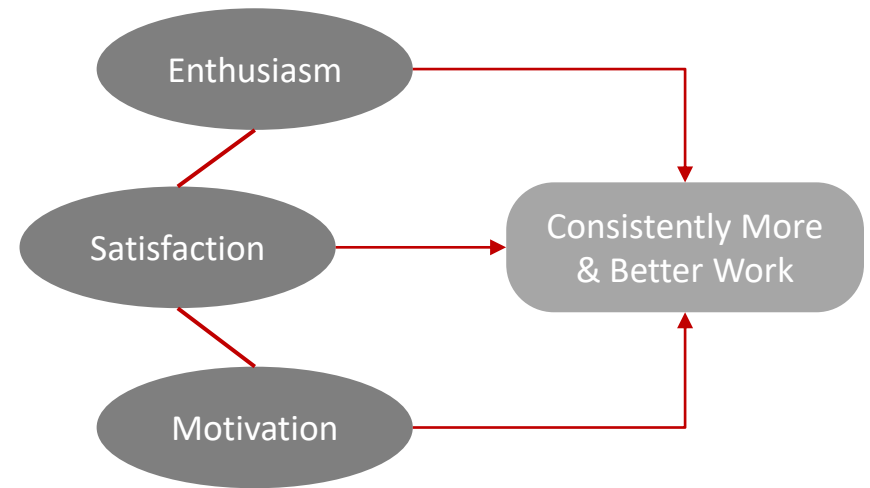 Enthusiasm
Satisfaction
Consistently More
& Better Work
Motivation